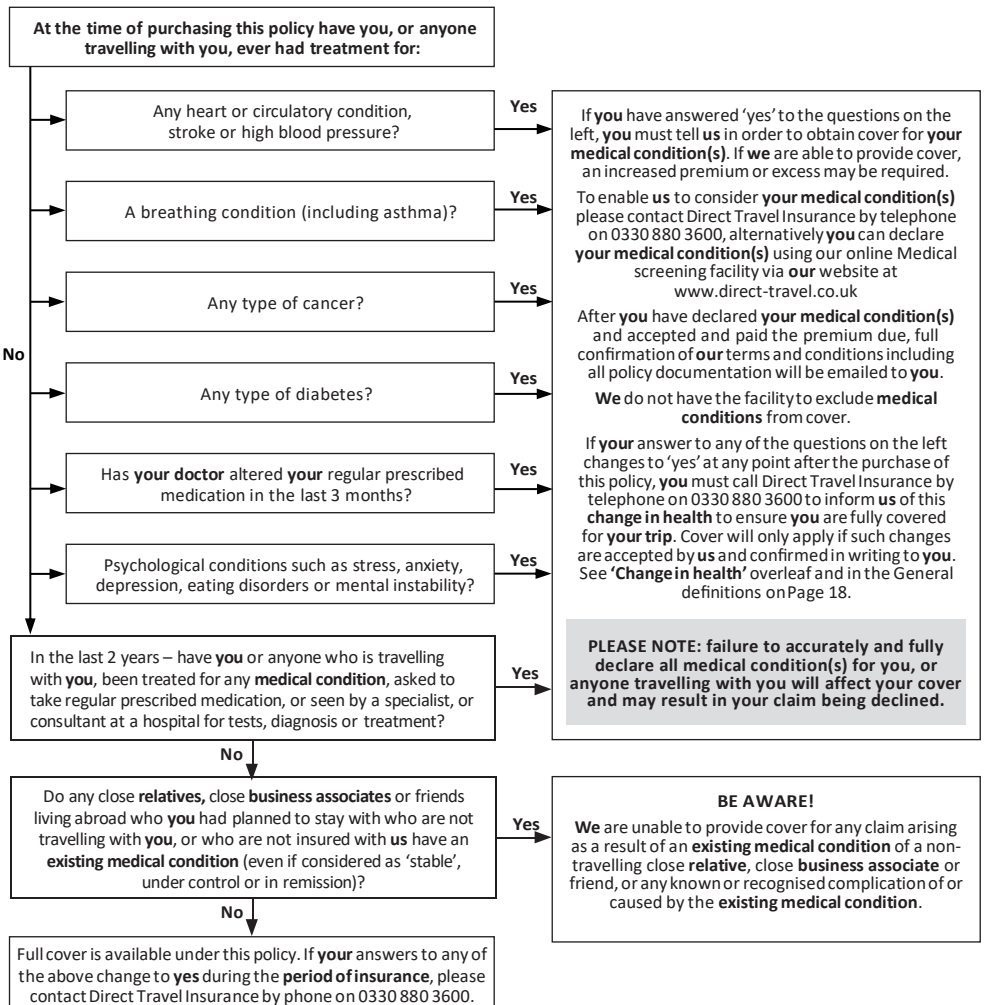 At the time of purchasing this policy have you, or anyone
travelling with you, ever had treatment for:
Any heart or circulatory condition,
stroke or high blood pressure?
Yes
A breathing condition (including asthma)?
Yes
Any type of cancer?
Yes
No
Any type of diabetes?
Yes
Has your doctor altered your regular prescribed
medication in the last 3 months?
Yes
Psychological conditions such as stress, anxiety,
depression, eating disorders or mental instability?
Yes
In the last 2 years – have you or anyone who is travelling
with you, been treated for any medical condition, asked to
take regular prescribed medication, or seen by a specialist, or
consultant at a hospital for tests, diagnosis or treatment?
Yes
If you have answered ‘yes’ to the questions on the
left, you must tell us in order to obtain cover for your
medical condition(s). If we are able to provide cover,
an increased premium or excess may be required.
To enable us to consider your medical condition(s)
please contact Direct Travel Insurance by telephone
on 0330 880 3600, alternatively you can declare
your medical condition(s) using our online Medical
screening facility via our website at
www.direct-travel.co.uk
After you have declared your medical condition(s)
and accepted and paid the premium due, full
confirmation of our terms and conditions including
all policy documentation will be emailed to you.
We do not have the facility to exclude medical
conditions from cover.
If your answer to any of the questions on the left
changes to ‘yes’ at any point after the purchase of
this policy, you must call Direct Travel Insurance by
telephone on 0330 880 3600 to inform us of this
change in health to ensure you are fully covered
for your trip. Cover will only apply if such changes
are accepted by us and confirmed in writing to you.
See ‘Change in health’ overleaf and in the General
definitions on Page 18.
PLEASE NOTE: failure to accurately and fully
declare all medical condition(s) for you, or
anyone travelling with you will affect your cover
and may result in your claim being declined.
No
Do any close relatives, close business associates or friends
living abroad who you had planned to stay with who are not
travelling with you, or who are not insured with us have an
existing medical condition (even if considered as ‘stable’,
under control or in remission)?
Yes
BE AWARE!
We are unable to provide cover for any claim arising
as a result of an existing medical condition of a non-
travelling close relative, close business associate or
friend, or any known or recognised complication of or
caused by the existing medical condition.
No
Full cover is available under this policy. If your answers to any of
the above change to yes during the period of insurance, please
contact Direct Travel Insurance by phone on 0330 880 3600.